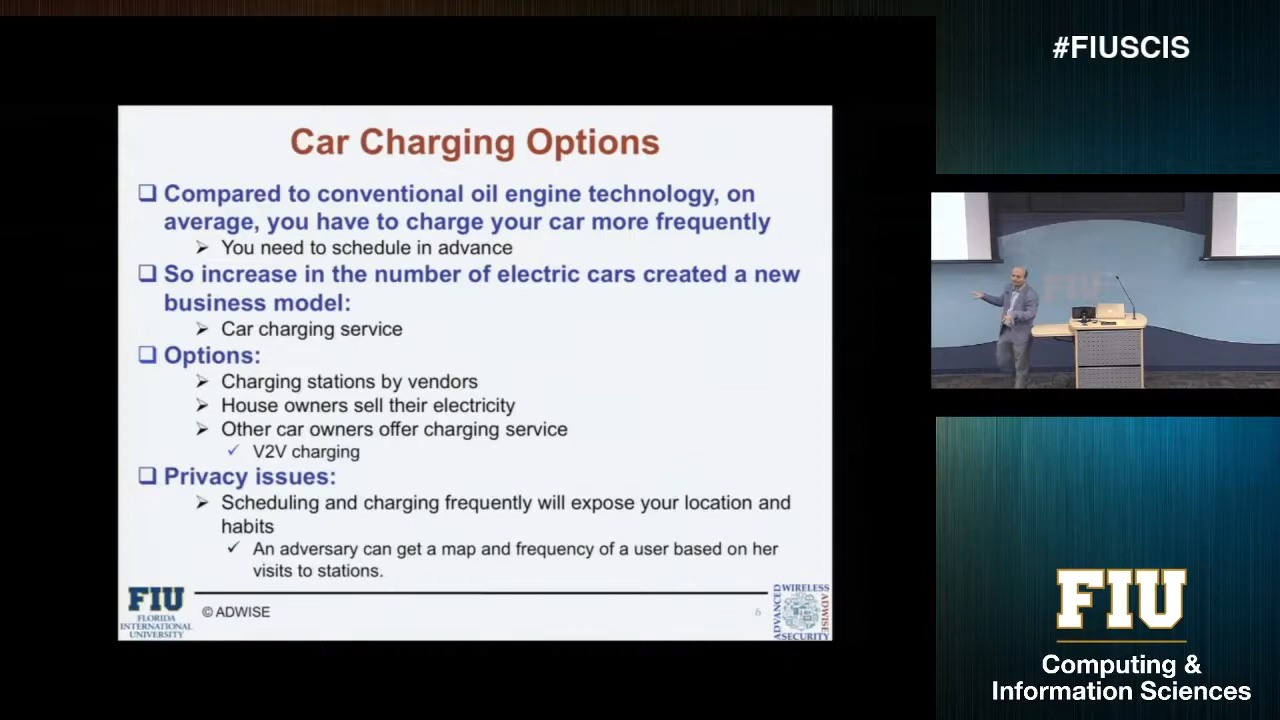 #FIUSCIS
Car Charging Options
Compared to conventional oil engine technology, on
average, you have to charge your car more frequently
You need to schedule in advance
So increase in the number of electric cars created a new
business model:
Car charging service
Options:
Charging stations by vendors
House owners sell their electricity
Other car owners offer charging service
V2V charging
Privacy issues:
Scheduling and charging frequently will expose your location and
habits
An adversary can get a map and frequency of a user based on her
visits to stations.
FIU
FLORIDA
INTERNATIONAL
UNIVERSITY
© ADWISE
6
ADVANCED
WIRELESS
ADWISE
SECURITY
FIU
FIU
Computing &
Information Sciences